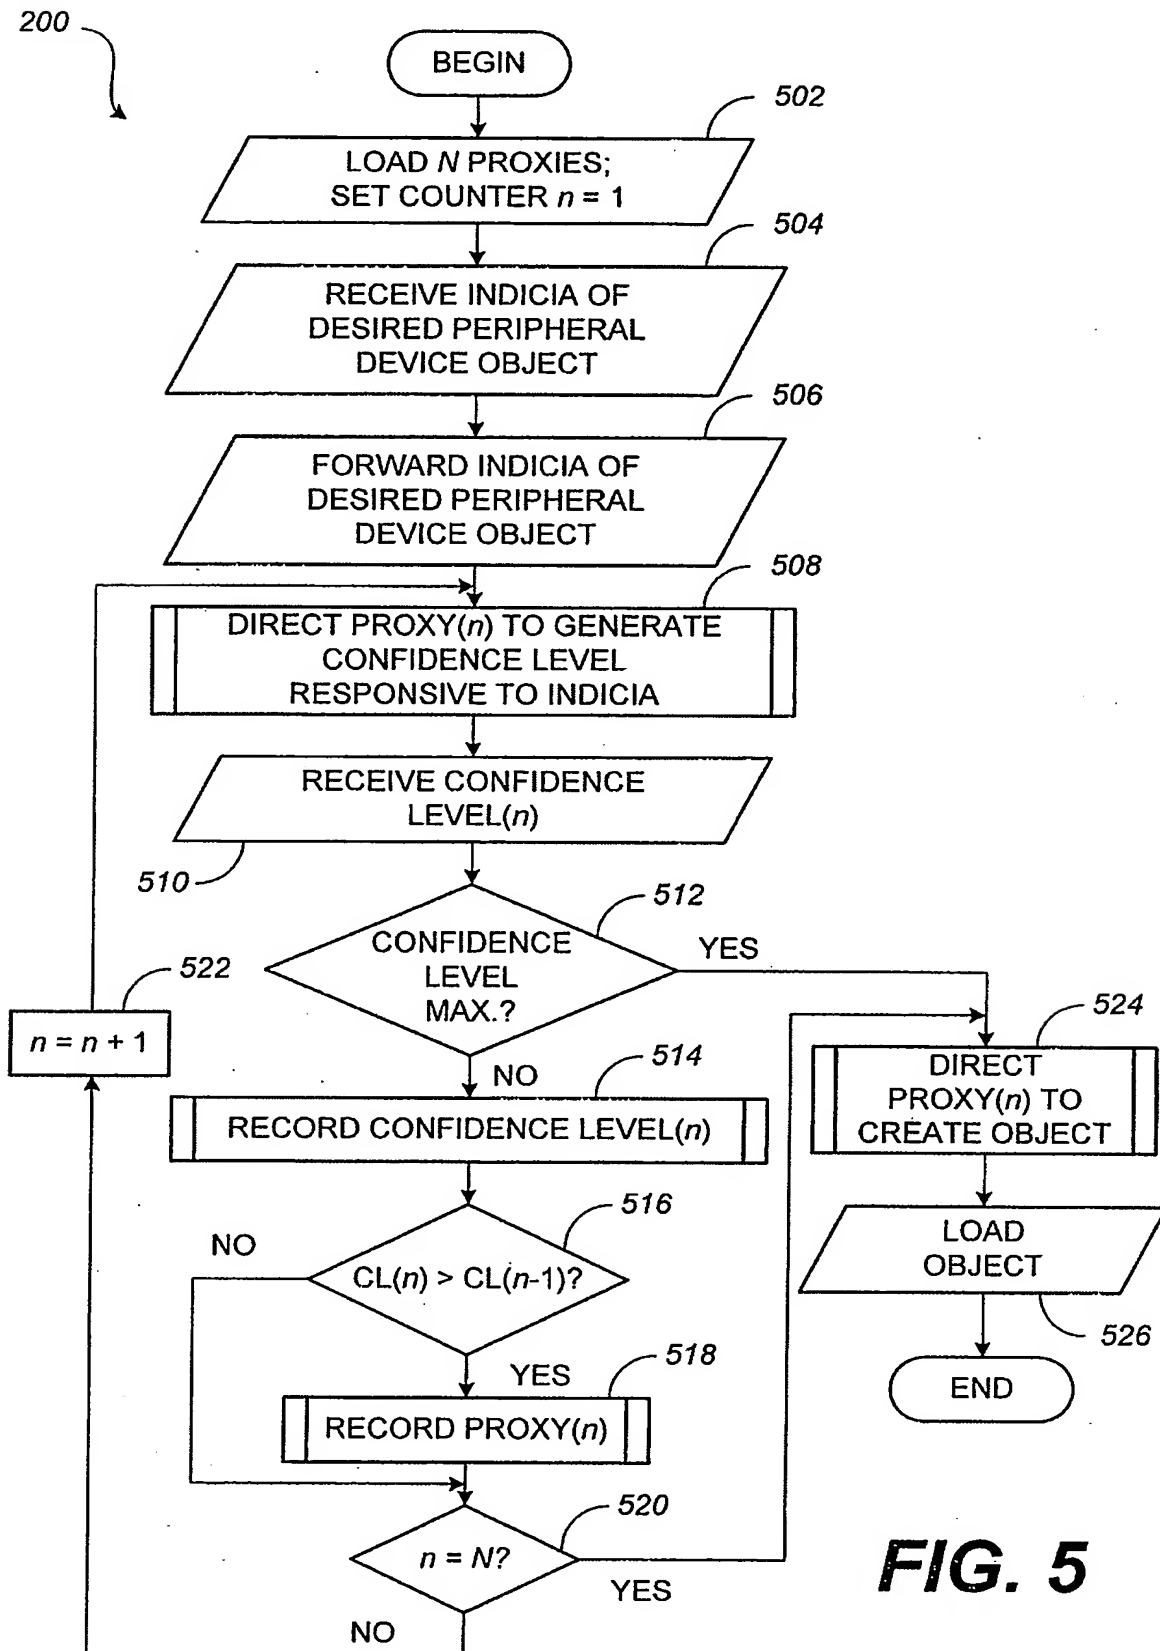 200
BEGIN
502
LOAD N PROXIES;
SET COUNTER n = 1
504
RECEIVE INDICIA OF
DESIRED PERIPHERAL
DEVICE OBJECT
506
FORWARD INDICIA OF
DESIRED PERIPHERAL
DEVICE OBJECT
508
DIRECT PROXY(n) TO GENERATE
CONFIDENCE LEVEL
RESPONSIVE TO INDICIA
RECEIVE CONFIDENCE
LEVEL(n)
510
512
CONFIDENCE
LEVEL
MAX.?
YES
522
n = n + 1
NO
514
RECORD CONFIDENCE LEVEL(n)
524
DIRECT
PROXY(n) TO
CREATE OBJECT
516
NO
CL(n) > CL(n-1)?
LOAD
OBJECT
526
YES
518
RECORD PROXY(n)
END
520
n = N?
YES
NO
FIG. 5